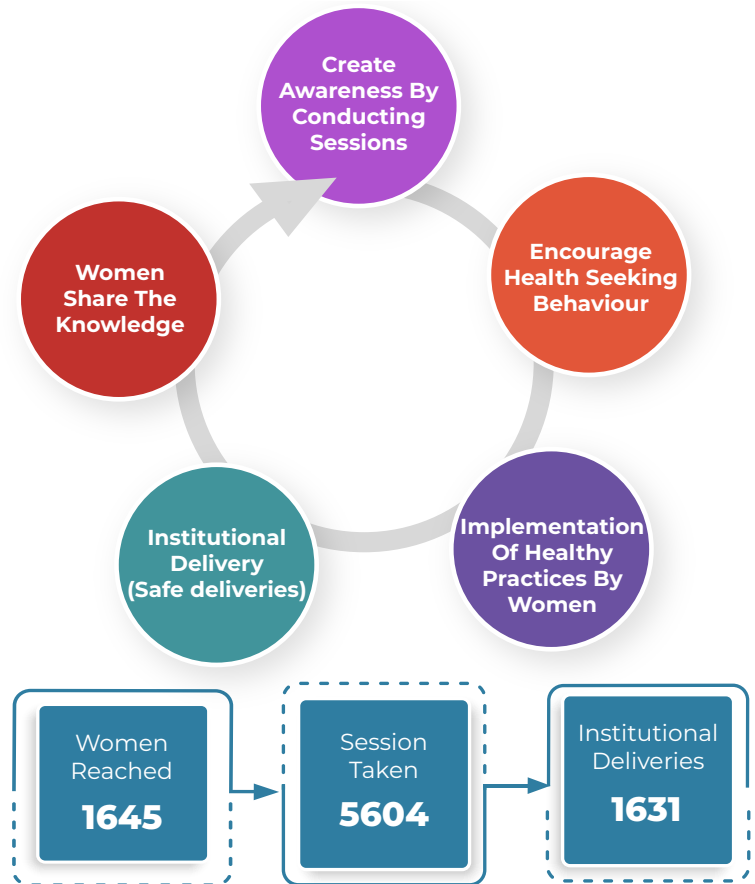 Create
Awareness By
Conducting
Sessions
Encourage
Health Seeking
Behaviour
Implementation
Of Healthy
Practices By
Women
Institutional
Delivery
(Safe deliveries)
Women
Share The
Knowledge
Women
Reached
1645
Session
Taken
5604
Institutional
Deliveries
1631